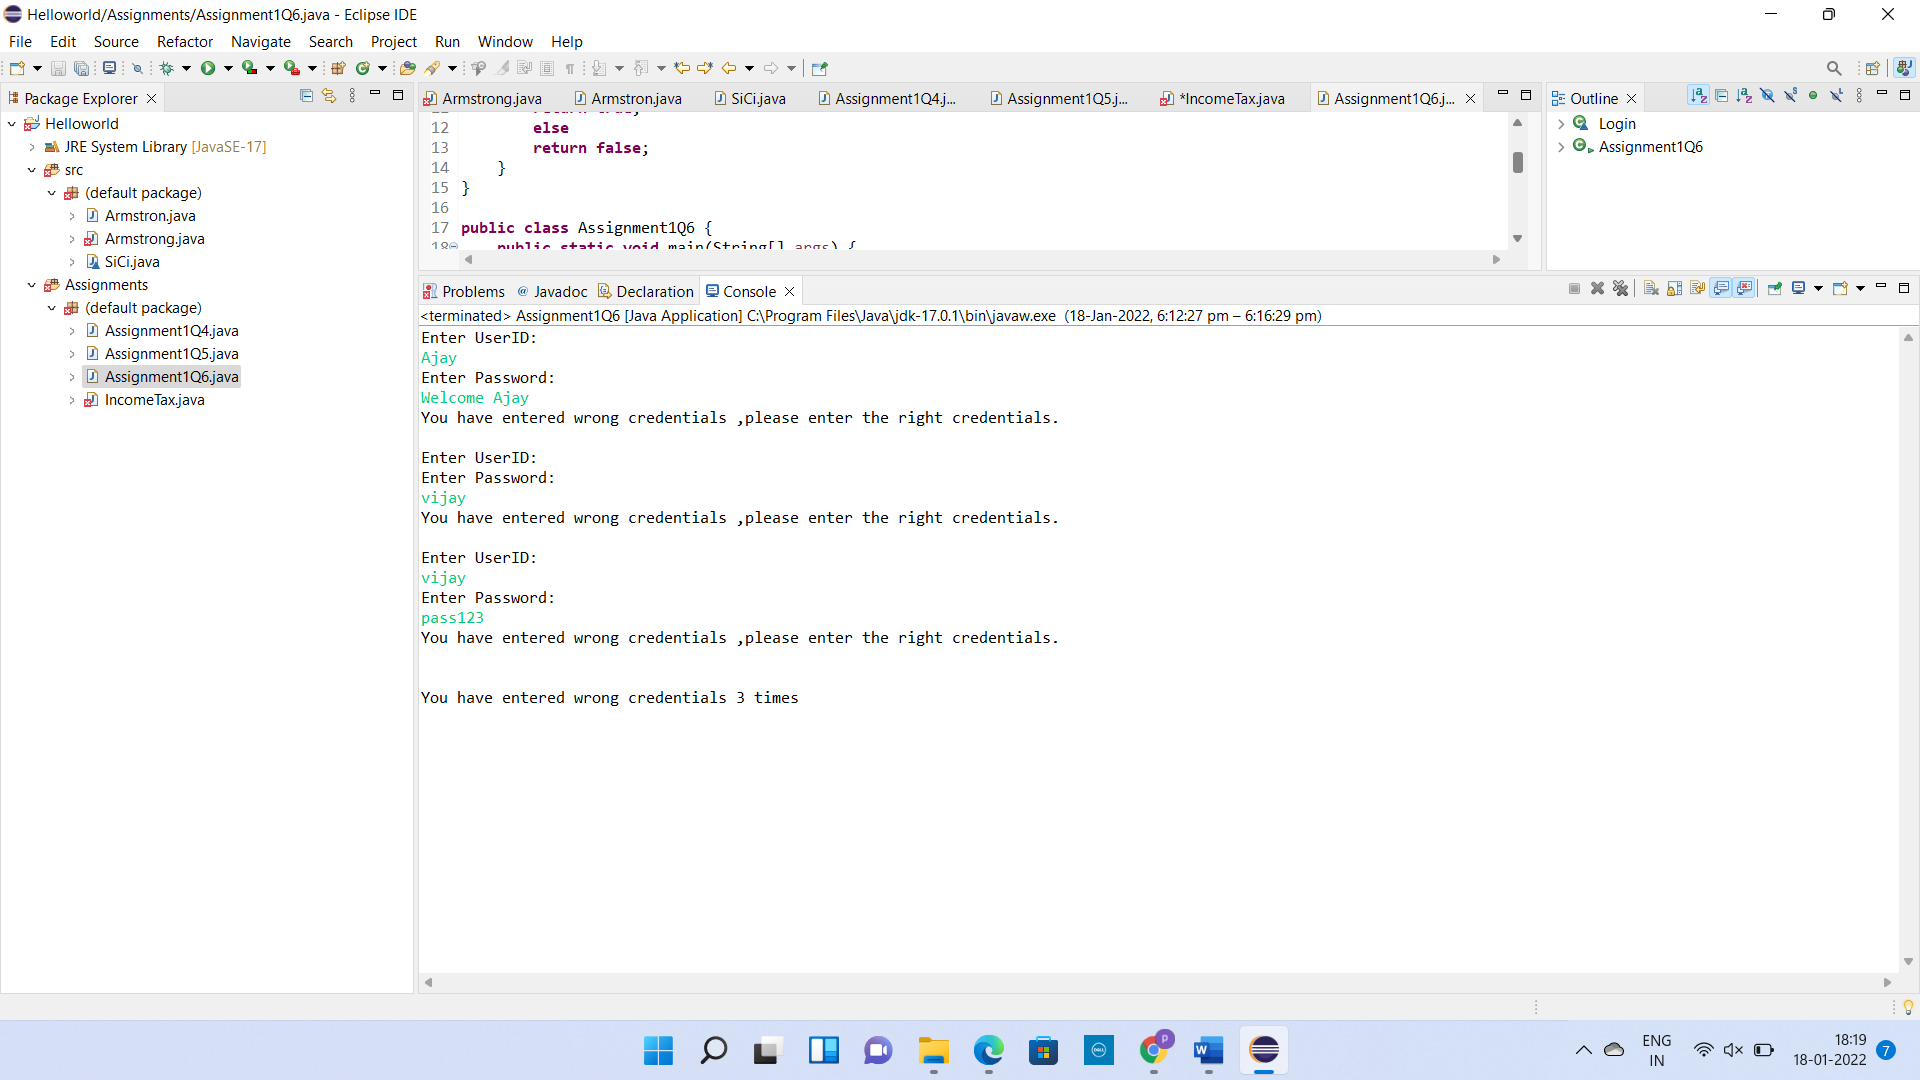 Helloworld/Assignments/Assignment1Q6.java - Eclipse IDE
File Edit Source Refactor Navigate Search Project Run Window Help
Package Explorer
Helloworld
JRE System Library [JavaSE-17]
src
(default package)
Armstron.java
Armstrong.java
SiCi.java
Assignments
(default package)
Assignment1Q4.java
Assignment1Q5.java
Assignment1Q6.java
IncomeTax.java
Armstrong.java Armstron.java SiCi.java Assignment1Q4.j... Assignment1Q5.j... *IncomeTax.java Assignment1Q6.j...
12 else
13 return false;
14 }
15 }
16
17 public class Assignment1Q6 {
18 public static void main(String[] args) {
Outline
Login
Assignment1Q6
Problems @ Javadoc Declaration Console
<terminated> Assignment1Q6 [Java Application] C:\Program Files\Java\jdk-17.0.1\bin\javaw.exe (18-Jan-2022, 6:12:27 pm – 6:16:29 pm)
Enter UserID:
Ajay
Enter Password:
Welcome Ajay
You have entered wrong credentials ,please enter the right credentials.
Enter UserID:
Enter Password:
vijay
You have entered wrong credentials ,please enter the right credentials.
Enter UserID:
vijay
Enter Password:
pass123
You have entered wrong credentials ,please enter the right credentials.
You have entered wrong credentials 3 times
ENG
IN
18:19
18-01-2022
7